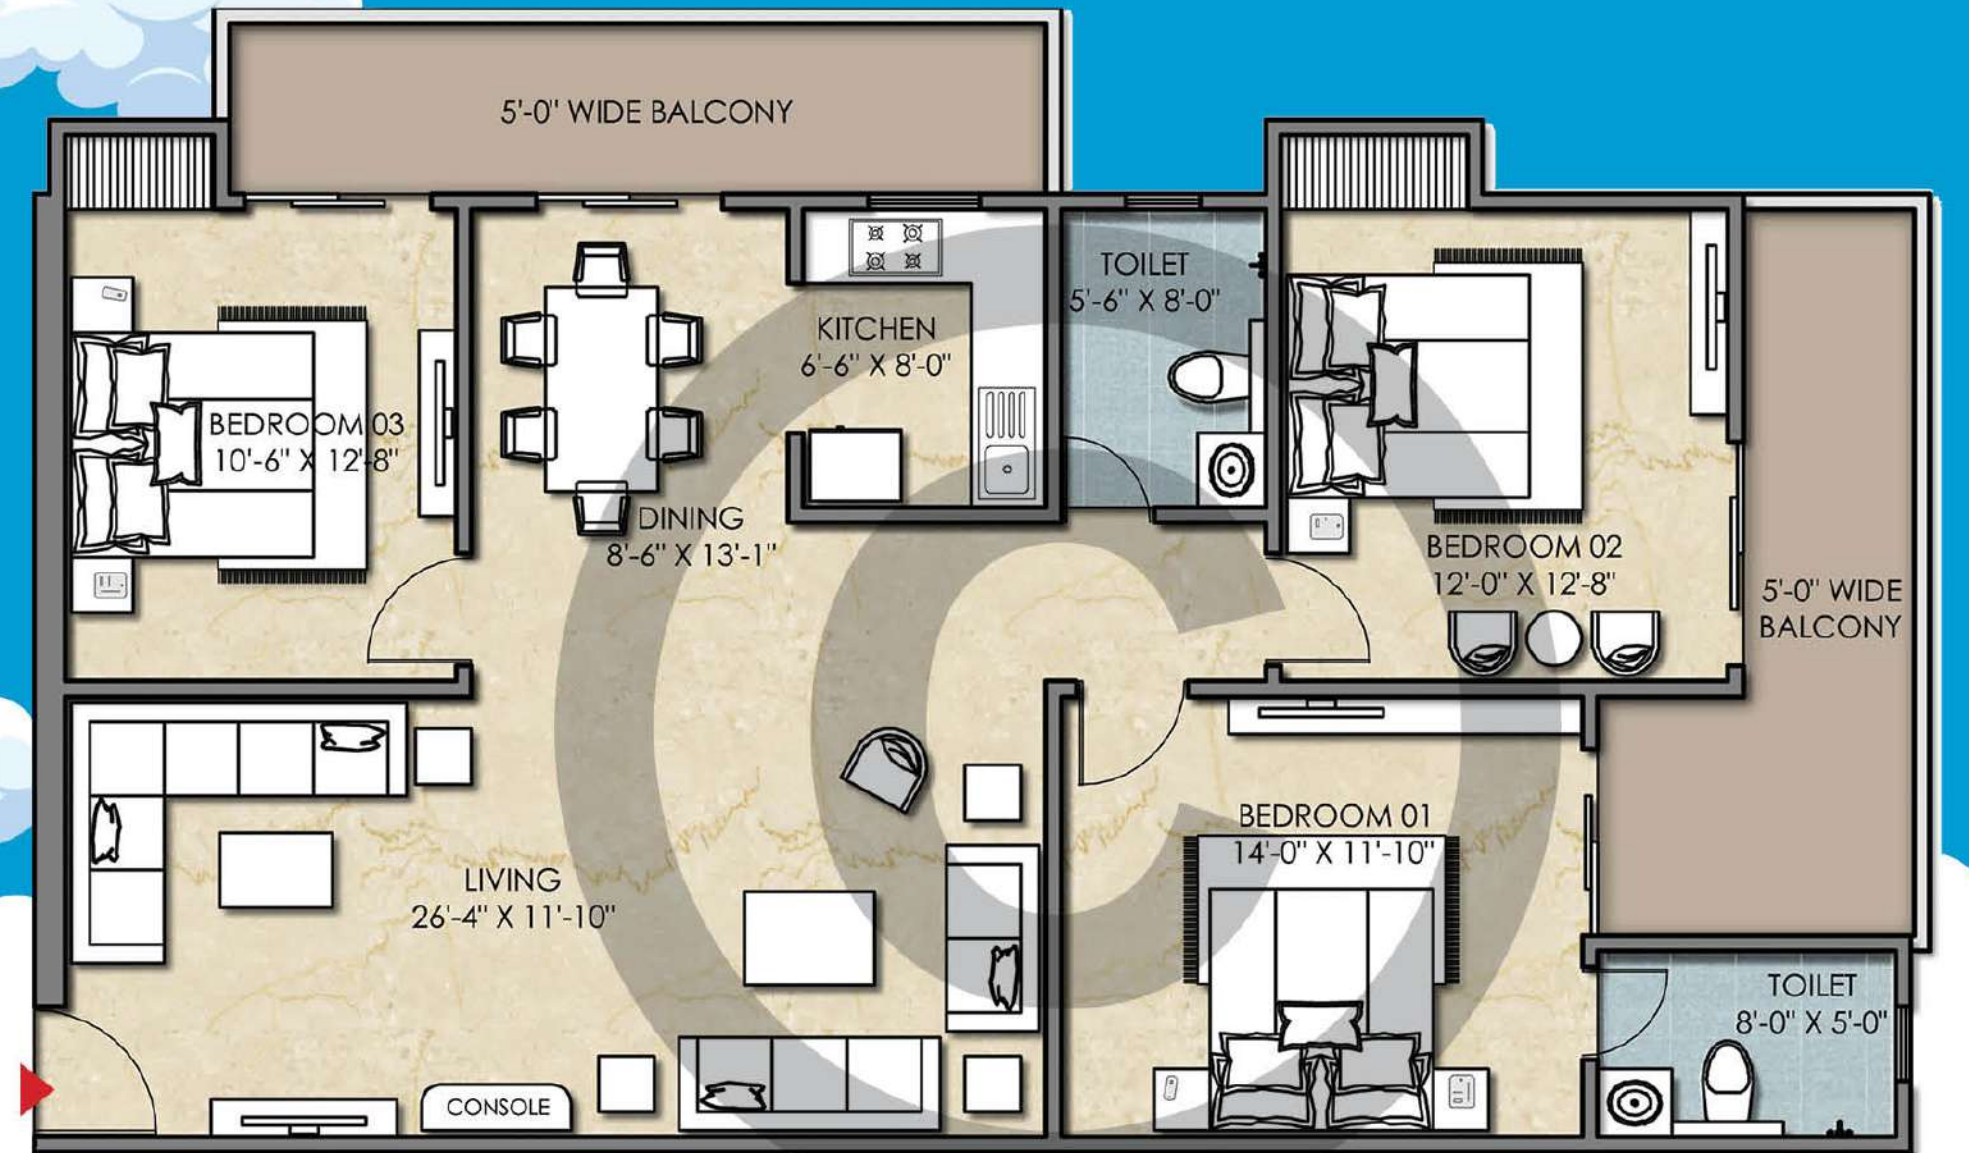 5'-0" WIDE BALCONY
TOILET
5'-6" X 8'-0"
KITCHEN
6'-6" X 8'-0"
BEDROOM 03
10'-6" X 12'-8"
DINING
8'-6" X 13'-1"
BEDROOM 02
12'-0" X 12'-8"
5'-0" WIDE
BALCONY
BEDROOM 01
14'-0" X 11'-10"
LIVING
26'-4" X 11'-10"
TOILET
8'-0" X 5'-0"
CONSOLE
©